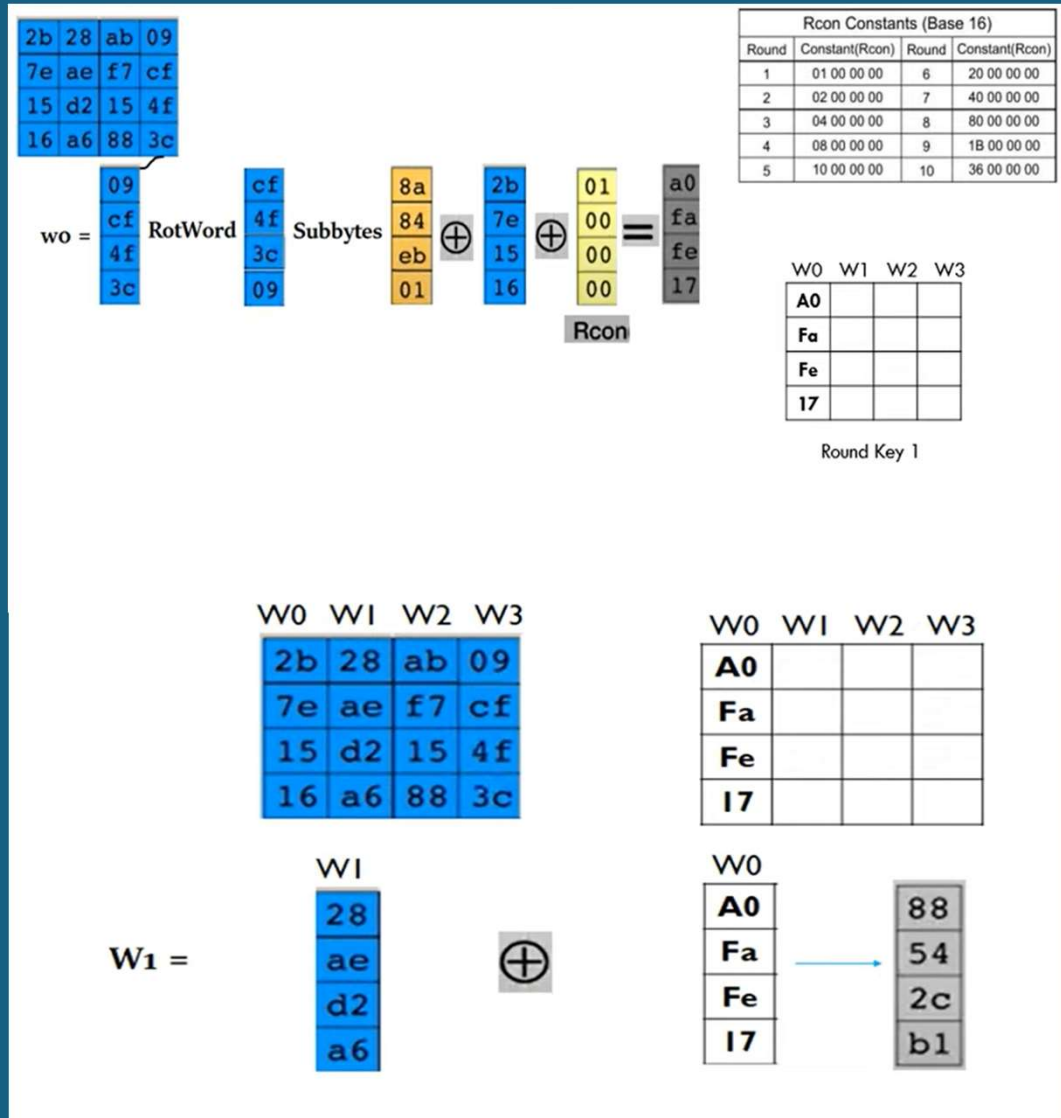 2b 28 ab 09
7e ae f7 cf
15 d2 15 4f
16 a6 88 3c
Rcon Constants (Base 16)
Round Constant(Rcon) Round Constant(Rcon)
1 01 00 00 00 6 20 00 00 00
2 02 00 00 00 7 40 00 00 00
3 04 00 00 00 8 80 00 00 00
4 08 00 00 00 9 1B 00 00 00
5 10 00 00 00 10 36 00 00 00
wo =
09
cf
4f
3c
RotWord
cf
4f
3c
09
Subbytes
8a
84
eb
01
⊕
2b
7e
15
16
⊕
01
00
00
00
Rcon
=
a0
fa
fe
17
W0 W1 W2 W3
A0
Fa
Fe
17
Round Key 1
W0 W1 W2 W3
2b 28 ab 09
7e ae f7 cf
15 d2 15 4f
16 a6 88 3c
W0 W1 W2 W3
A0
Fa
Fe
17
W1 =
W1
28
ae
d2
a6
⊕
W0
A0
Fa
Fe
17
88
54
2c
b1